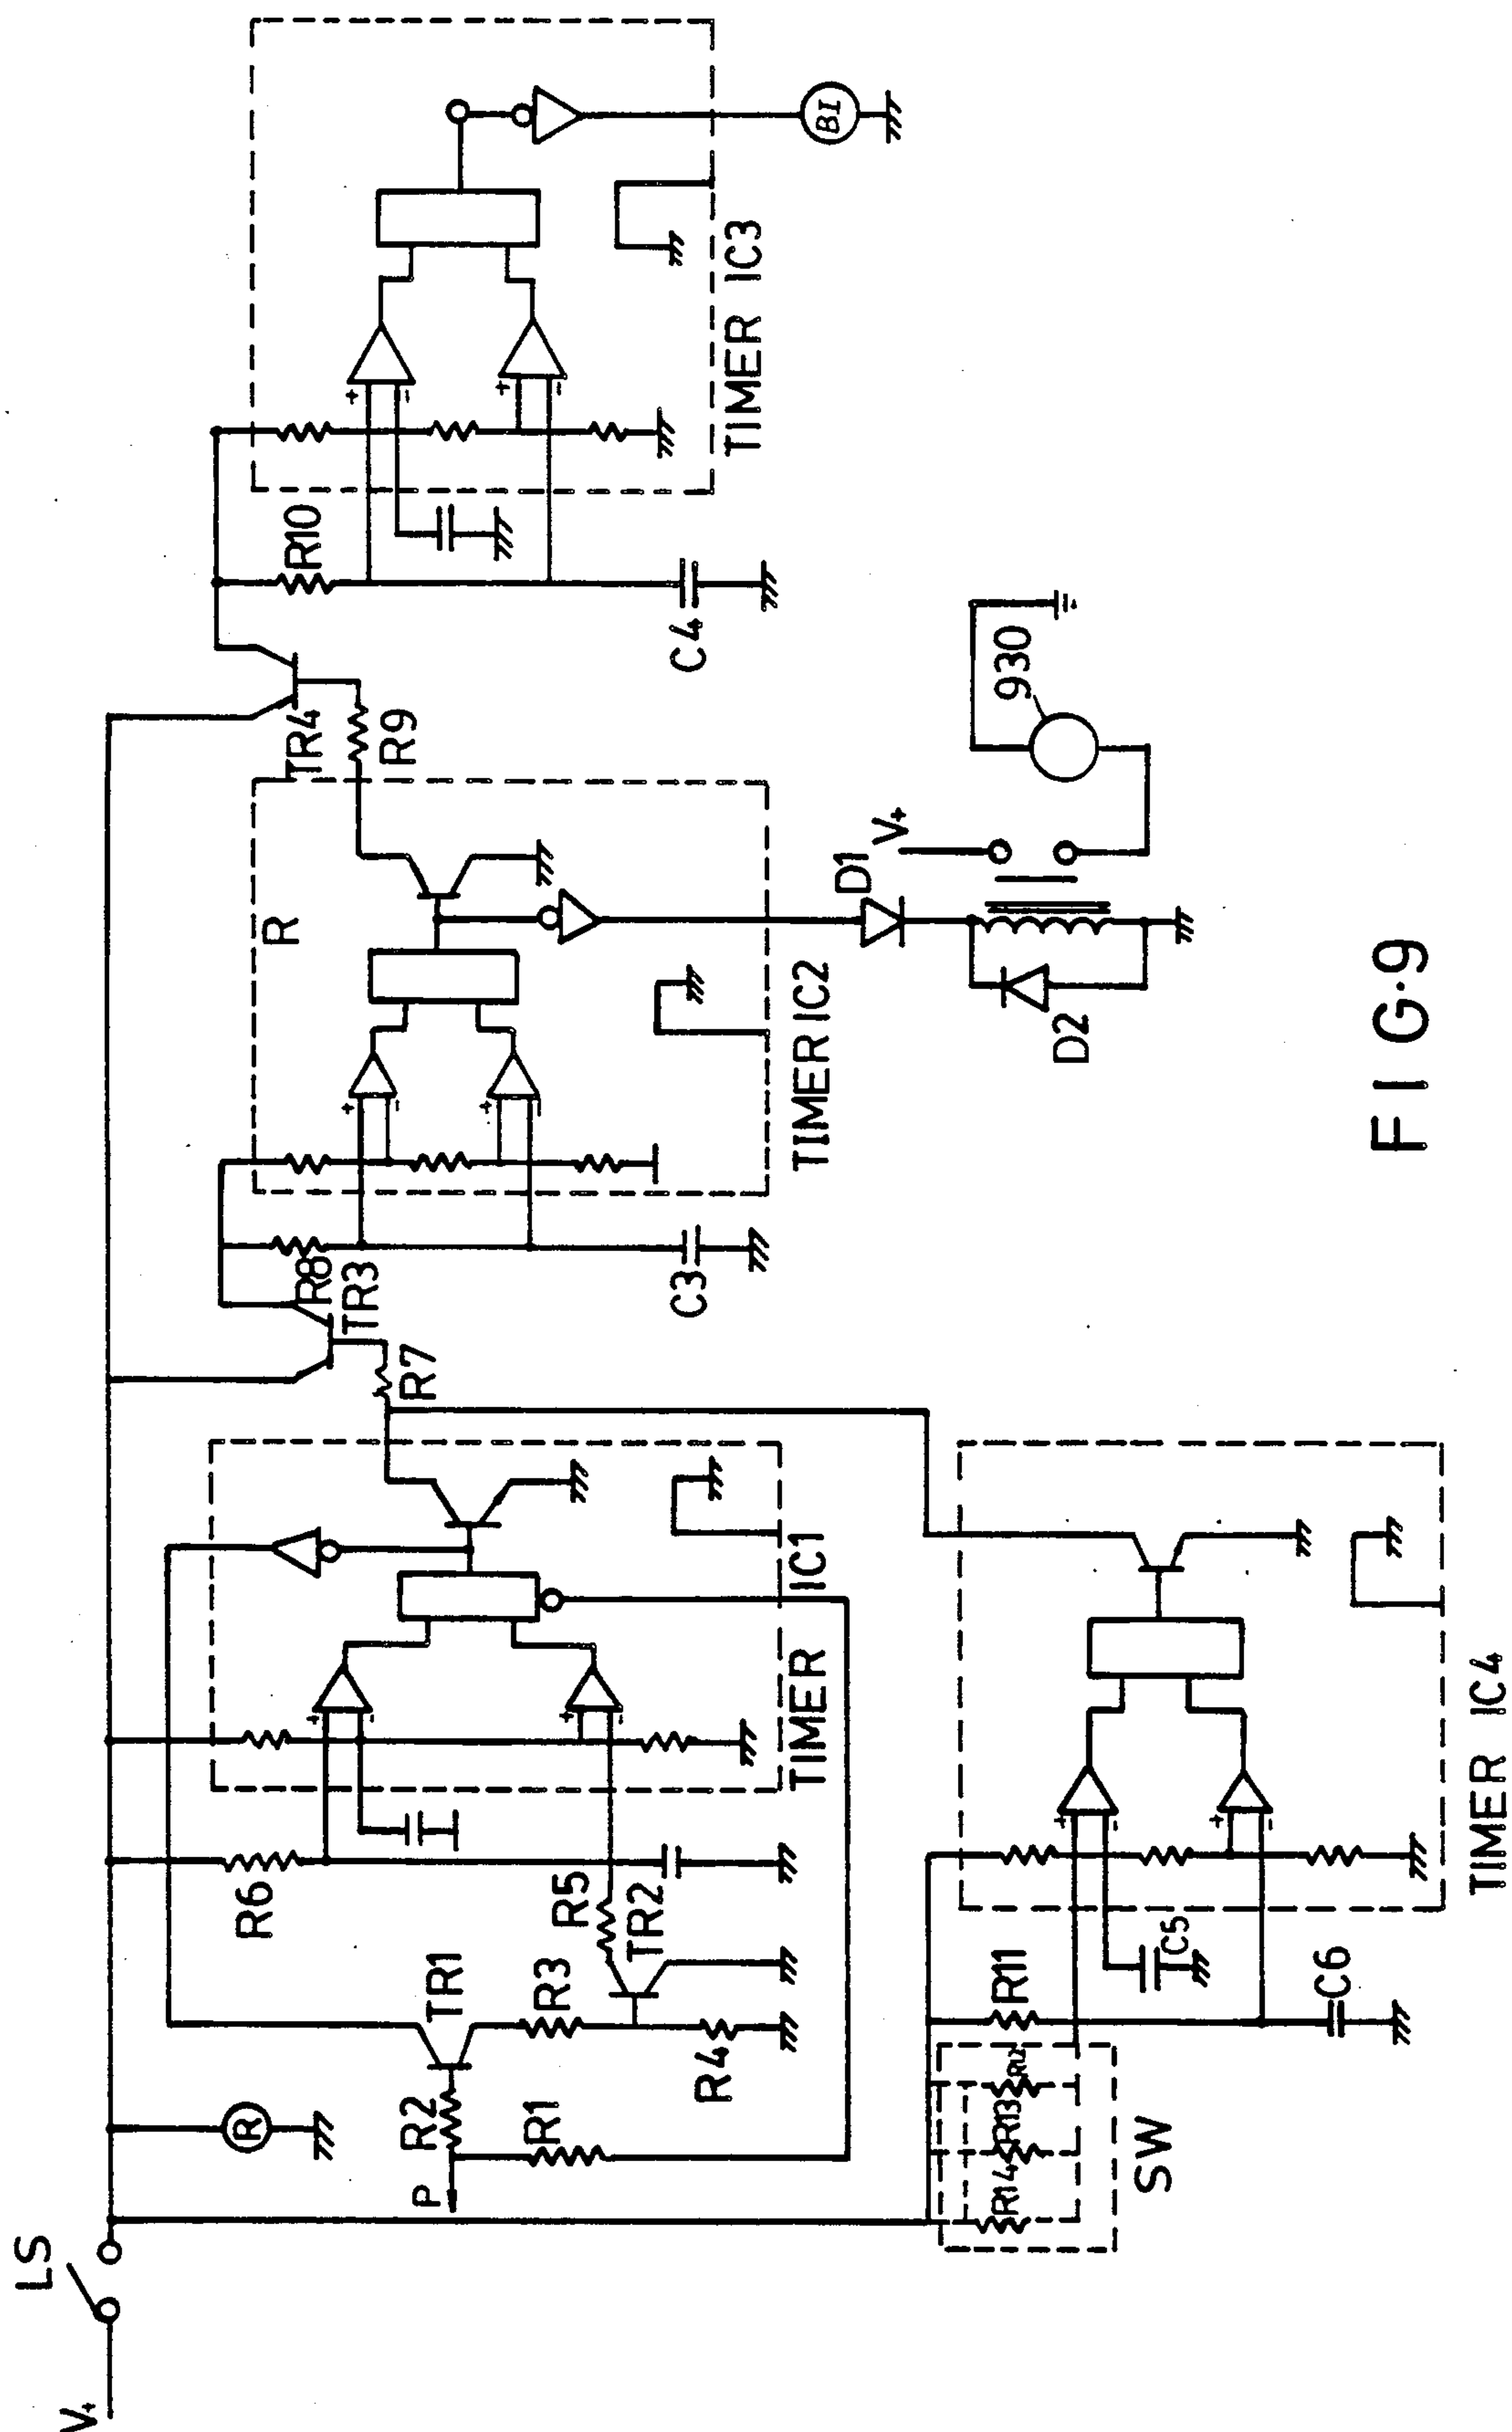 V+
LS
R
P
R2
R1
TR1
R3
R4
R6
R5
TR2
+
-
+
-
TIMER IC1
R7
TR3
R8
C3
+
-
+
-
R
TIMER IC2
TR4
R9
D1
V+
D2
930
R10
C4
+
-
+
-
TIMER IC3
BI
SW
R14
R13
R12
R11
C5
C6
+
-
+
-
TIMER IC4
FIG.9